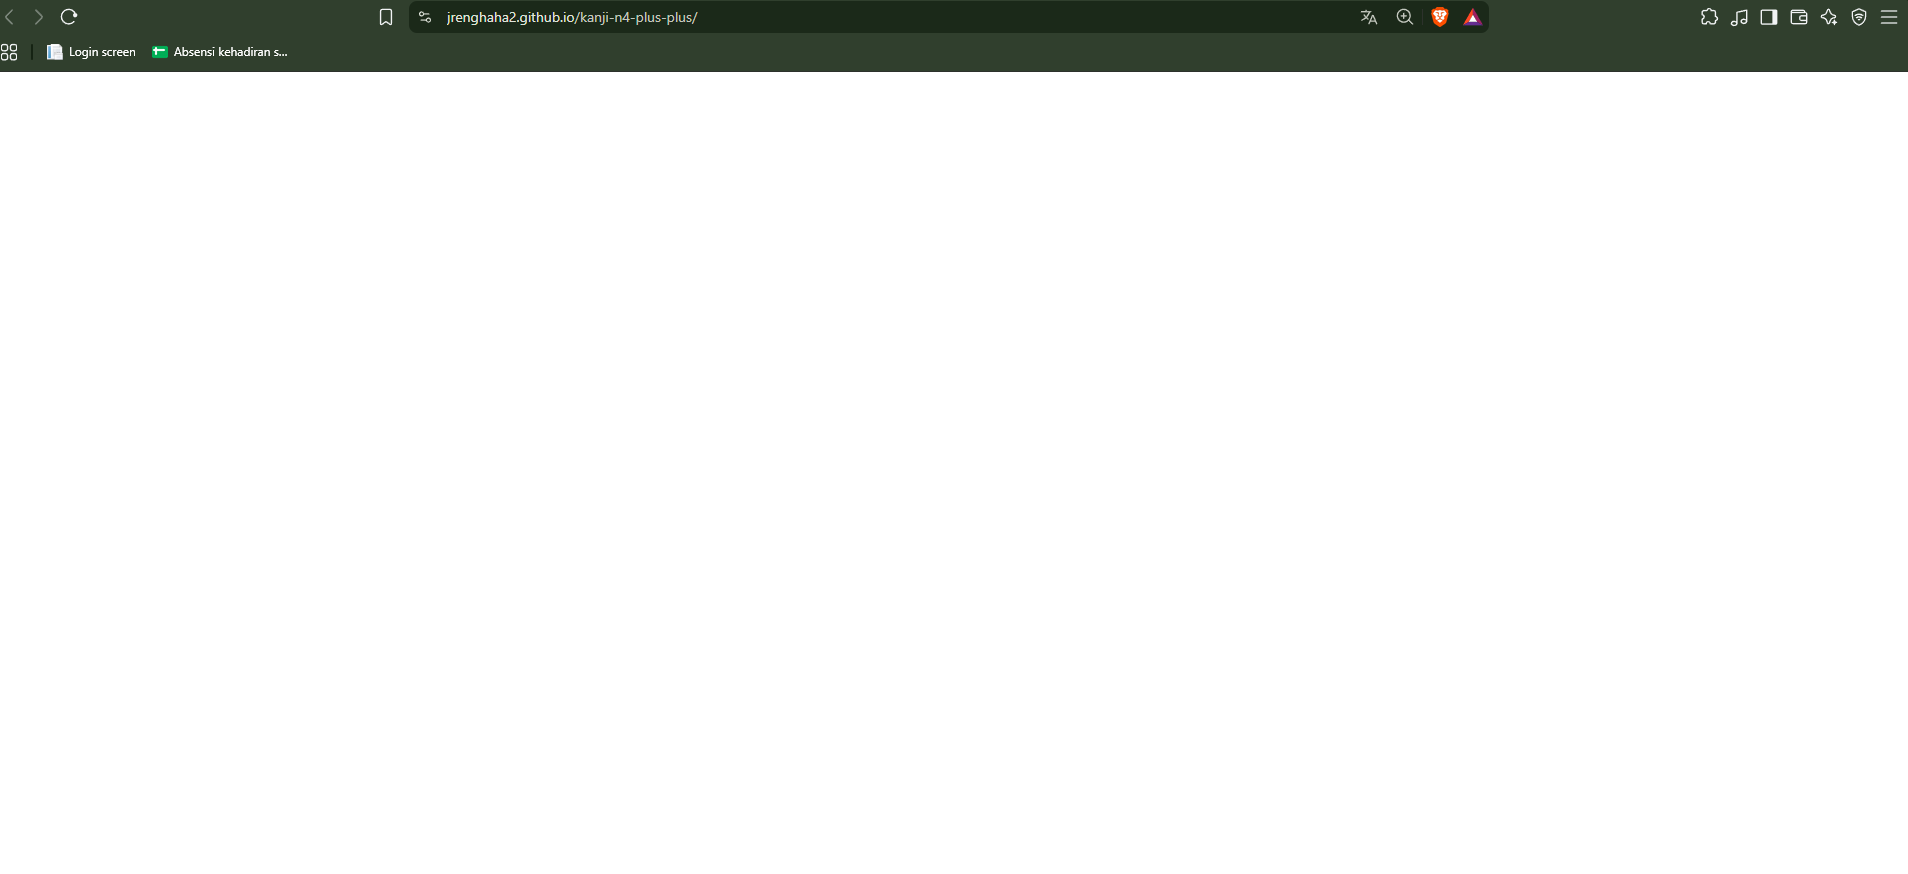 jrenghaha2.github.io/kanji-n4-plus-plus/
Login screen
Absensi kehadiran s...